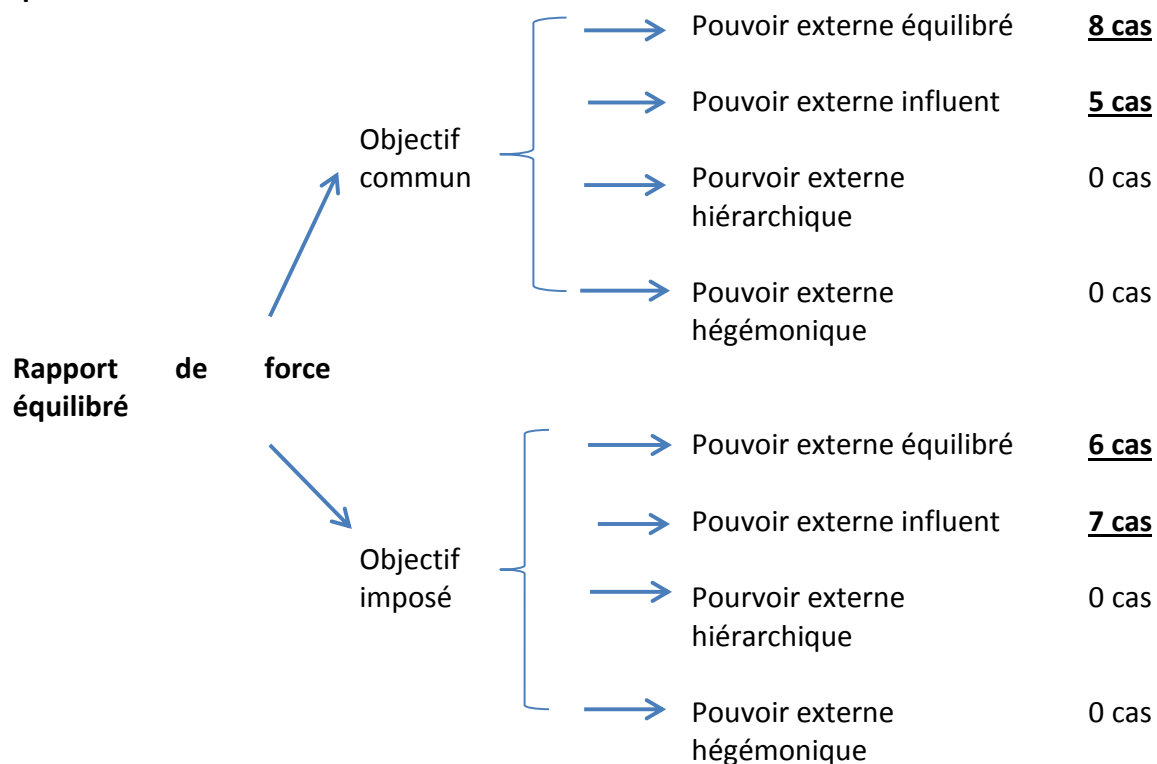 Pouvoir externe équilibré 8 cas
Pouvoir externe influent 5 cas
Objectif
commun
Pourvoir externe 0 cas
hiérarchique
Pouvoir externe 0 cas
hégémonique
Rapport de force
équilibré
Pouvoir externe équilibré 6 cas
Pouvoir externe influent 7 cas
Objectif
imposé
Pourvoir externe 0 cas
hiérarchique
Pouvoir externe 0 cas
hégémonique